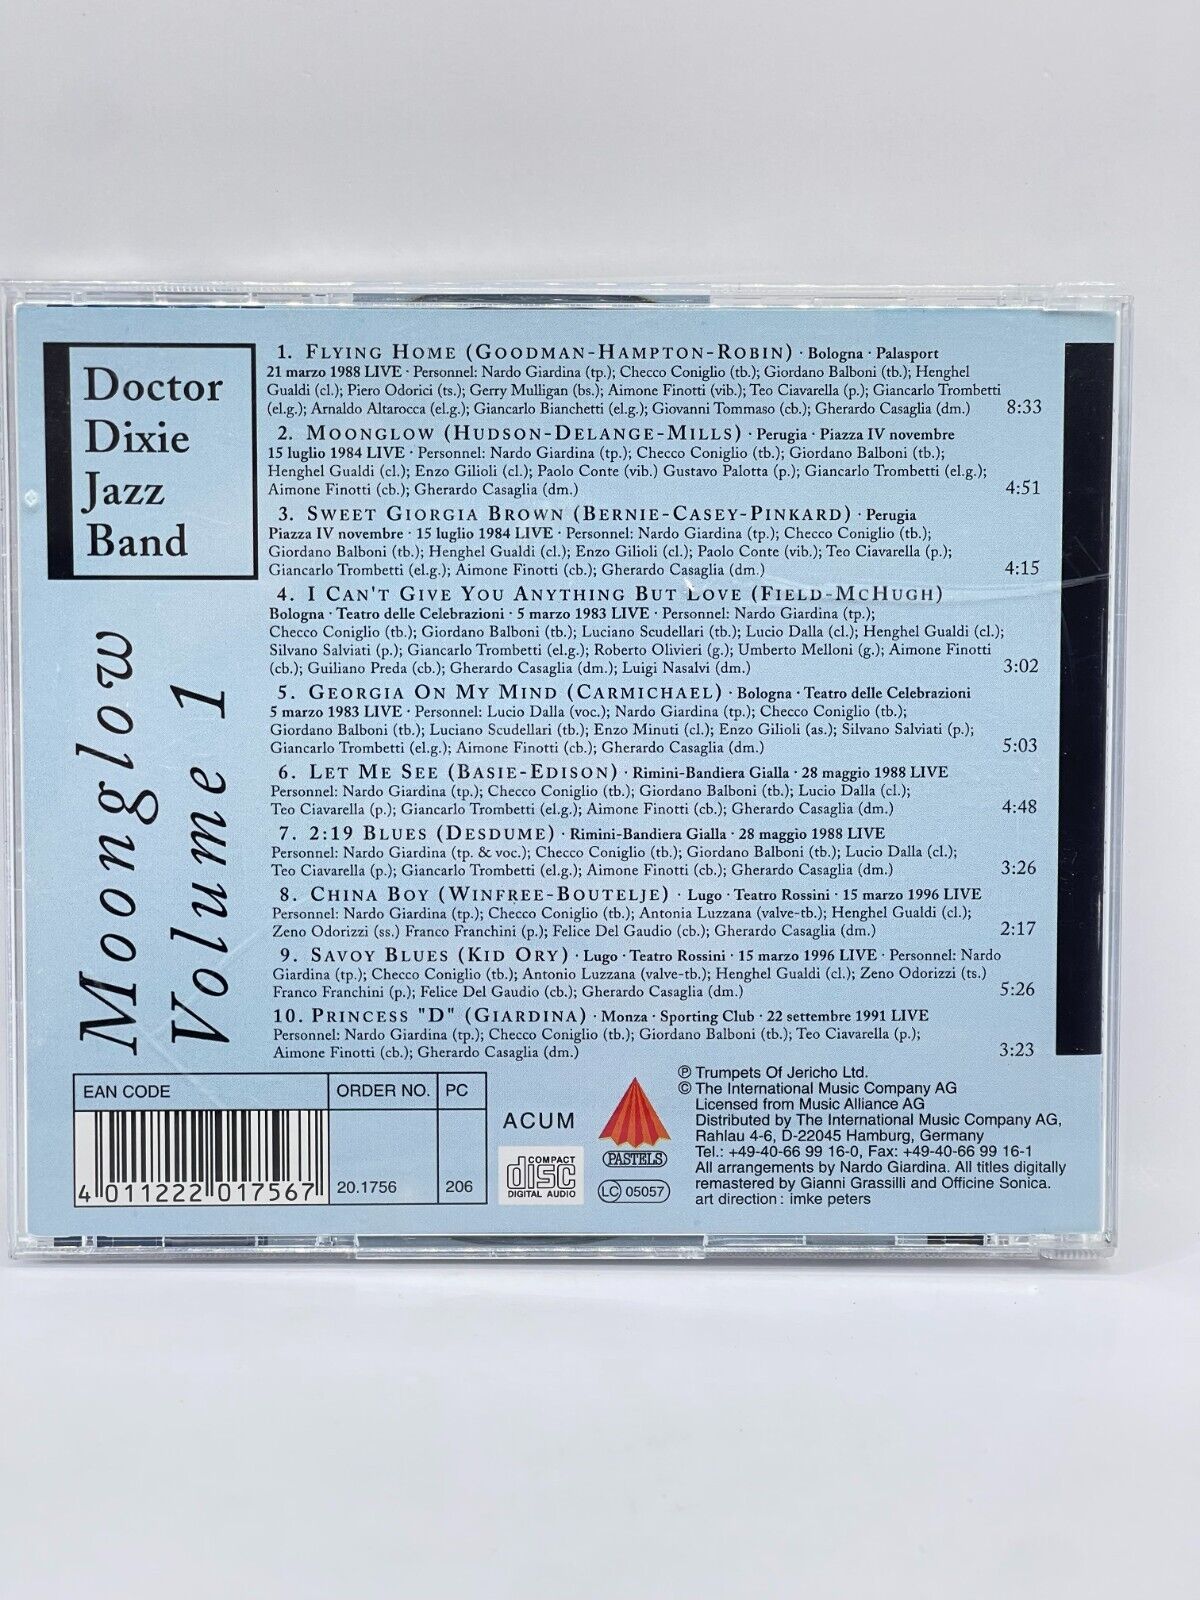 Doctor
Dixie
Jazz
Band
Moonglow
Volume 1
1. FLYING HOME (GOODMAN-HAMPTON-ROBIN) · Bologna · Palasport
21 marzo 1988 LIVE · Personnel: Nardo Giardina (tp.); Checco Coniglio (tb.); Giordano Balboni (tb.); Henghel
Gualdi (cl.); Piero Odorici (ts.); Gerry Mulligan (bs.); Aimone Finotti (vib.); Teo Ciavarella (p.); Giancarlo Trombetti
(el.g.); Arnaldo Altarocca (el.g.); Giancarlo Bianchetti (el.g.); Giovanni Tommaso (cb.); Gherardo Casaglia (dm.) 8:33
2. MOONGLOW (HUDSON-DELANGE-MILLS) · Perugia · Piazza IV novembre
15 luglio 1984 LIVE · Personnel: Nardo Giardina (tp.); Checco Coniglio (tb.); Giordano Balboni (tb.);
Henghel Gualdi (cl.); Enzo Gilioli (cl.); Paolo Conte (vib.) Gustavo Palotta (p.); Giancarlo Trombetti (el.g.);
Aimone Finotti (cb.); Gherardo Casaglia (dm.) 4:51
3. SWEET GIORGIA BROWN (BERNIE-CASEY-PINKARD) · Perugia
Piazza IV novembre · 15 luglio 1984 LIVE · Personnel: Nardo Giardina (tp.); Checco Coniglio (tb.);
Giordano Balboni (tb.); Henghel Gualdi (cl.); Enzo Gilioli (cl.); Paolo Conte (vib.); Teo Ciavarella (p.);
Giancarlo Trombetti (el.g.); Aimone Finotti (cb.); Gherardo Casaglia (dm.) 4:15
4. I CAN'T GIVE YOU ANYTHING BUT LOVE (FIELD-MCHUGH)
Bologna · Teatro delle Celebrazioni · 5 marzo 1983 LIVE · Personnel: Nardo Giardina (tp.);
Checco Coniglio (tb.); Giordano Balboni (tb.); Luciano Scudellari (tb.); Lucio Dalla (cl.); Henghel Gualdi (cl.);
Silvano Salviati (p.); Giancarlo Trombetti (el.g.); Roberto Olivieri (g.); Umberto Melloni (g.); Aimone Finotti
(cb.); Guiliano Preda (cb.); Gherardo Casaglia (dm.); Luigi Nasalvi (dm.) 3:02
5. GEORGIA ON MY MIND (CARMICHAEL) · Bologna · Teatro delle Celebrazioni
5 marzo 1983 LIVE · Personnel: Lucio Dalla (voc.); Nardo Giardina (tp.); Checco Coniglio (tb.);
Giordano Balboni (tb.); Luciano Scudellari (tb.); Enzo Minuti (cl.); Enzo Gilioli (as.); Silvano Salviati (p.);
Giancarlo Trombetti (el.g.); Aimone Finotti (cb.); Gherardo Casaglia (dm.) 5:03
6. LET ME SEE (BASIE-EDISON) · Rimini-Bandiera Gialla · 28 maggio 1988 LIVE
Personnel: Nardo Giardina (tp.); Checco Coniglio (tb.); Giordano Balboni (tb.); Lucio Dalla (cl.);
Teo Ciavarella (p.); Giancarlo Trombetti (el.g.); Aimone Finotti (cb.); Gherardo Casaglia (dm.) 4:48
7. 2:19 BLUES (DESDUME) · Rimini-Bandiera Gialla · 28 maggio 1988 LIVE
Personnel: Nardo Giardina (tp. & voc.); Checco Coniglio (tb.); Giordano Balboni (tb.); Lucio Dalla (cl.);
Teo Ciavarella (p.); Giancarlo Trombetti (el.g.); Aimone Finotti (cb.); Gherardo Casaglia (dm.) 3:26
8. CHINA BOY (WINFREE-BOUTELJE) · Lugo · Teatro Rossini · 15 marzo 1996 LIVE
Personnel: Nardo Giardina (tp.); Checco Coniglio (tb.); Antonia Luzzana (valve-tb.); Henghel Gualdi (cl.);
Zeno Odorizzi (ss.) Franco Franchini (p.); Felice Del Gaudio (cb.); Gherardo Casaglia (dm.) 2:17
9. SAVOY BLUES (KID ORY) · Lugo · Teatro Rossini · 15 marzo 1996 LIVE · Personnel: Nardo
Giardina (tp.); Checco Coniglio (tb.); Antonio Luzzana (valve-tb.); Henghel Gualdi (cl.); Zeno Odorizzi (ts.)
Franco Franchini (p.); Felice Del Gaudio (cb.); Gherardo Casaglia (dm.) 5:26
10. PRINCESS "D" (GIARDINA) · Monza · Sporting Club · 22 settembre 1991 LIVE
Personnel: Nardo Giardina (tp.); Checco Coniglio (tb.); Giordano Balboni (tb.); Teo Ciavarella (p.);
Aimone Finotti (cb.); Gherardo Casaglia (dm.) 3:23
EAN CODE
4 011222 017567
ORDER NO.
20.1756
PC
206
ACUM
COMPACT
disc
DIGITAL AUDIO
PASTELS
LC 05057
℗ Trumpets Of Jericho Ltd.
© The International Music Company AG
Licensed from Music Alliance AG
Distributed by The International Music Company AG,
Rahlau 4-6, D-22045 Hamburg, Germany
Tel.: +49-40-66 99 16-0, Fax: +49-40-66 99 16-1
All arrangements by Nardo Giardina. All titles digitally
remastered by Gianni Grassilli and Officine Sonica.
art direction : imke peters